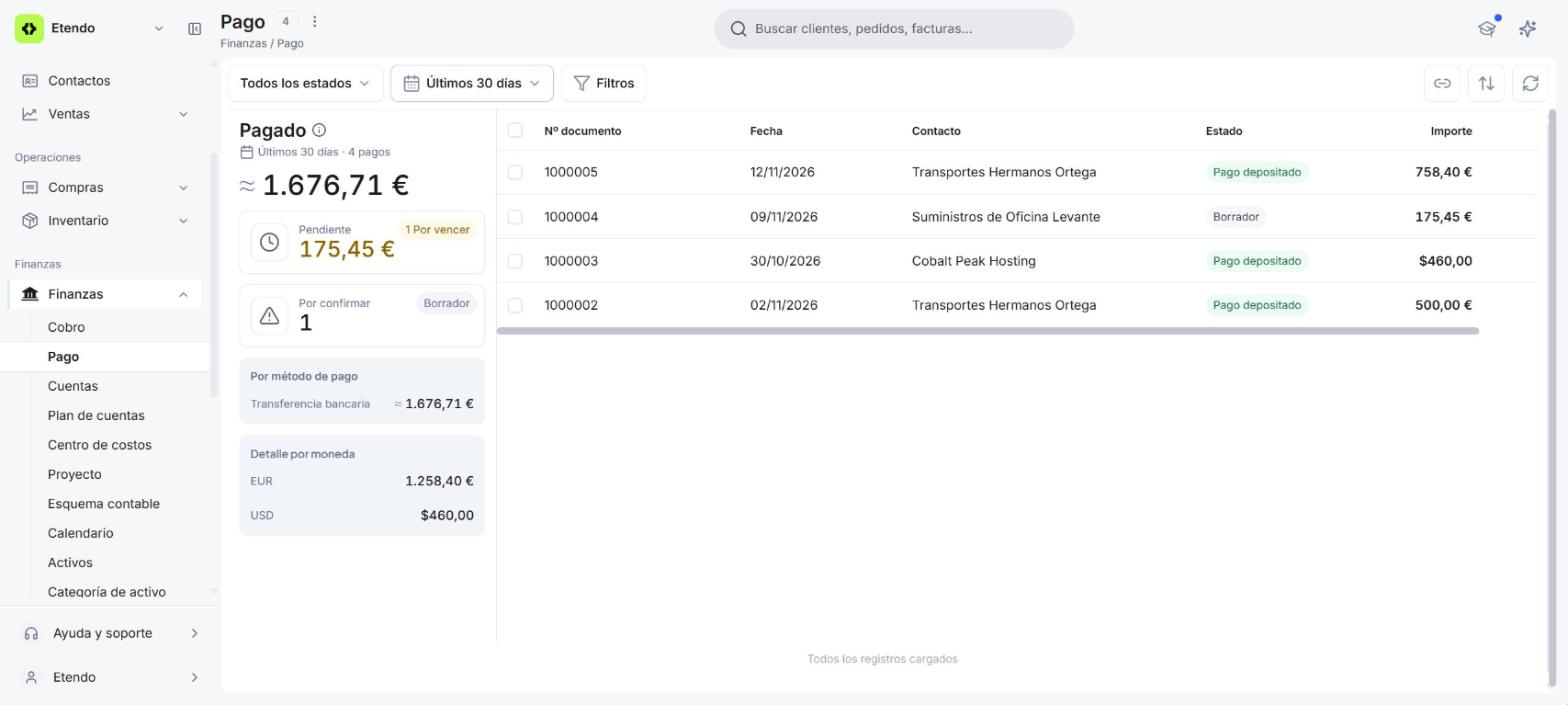 Etendo
Contactos
Ventas
Operaciones
Compras
Inventario
Finanzas
Finanzas
Cobro
Pago
Cuentas
Plan de cuentas
Centro de costos
Proyecto
Esquema contable
Calendario
Activos
Categoría de activo
Ayuda y soporte
Etendo
Pago 4
Finanzas / Pago
Buscar clientes, pedidos, facturas...
Todos los estados
Últimos 30 días
Filtros
Pagado
Últimos 30 días · 4 pagos
≈ 1.676,71 €
Pendiente 1 Por vencer
175,45 €
Por confirmar Borrador
1
Por método de pago
Transferencia bancaria ≈ 1.676,71 €
Detalle por moneda
EUR 1.258,40 €
USD $460,00
Nº documento Fecha Contacto Estado Importe
1000005 12/11/2026 Transportes Hermanos Ortega Pago depositado 758,40 €
1000004 09/11/2026 Suministros de Oficina Levante Borrador 175,45 €
1000003 30/10/2026 Cobalt Peak Hosting Pago depositado $460,00
1000002 02/11/2026 Transportes Hermanos Ortega Pago depositado 500,00 €
Todos los registros cargados